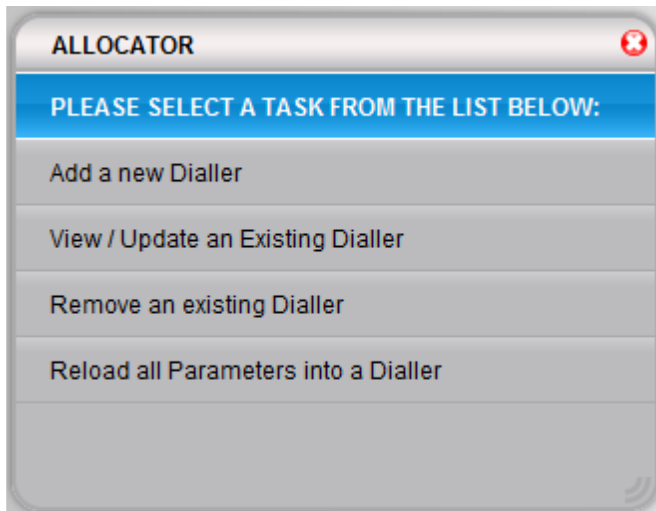 ALLOCATOR
PLEASE SELECT A TASK FROM THE LIST BELOW:
Add a new Dialler
View / Update an Existing Dialler
Remove an existing Dialler
Reload all Parameters into a Dialler